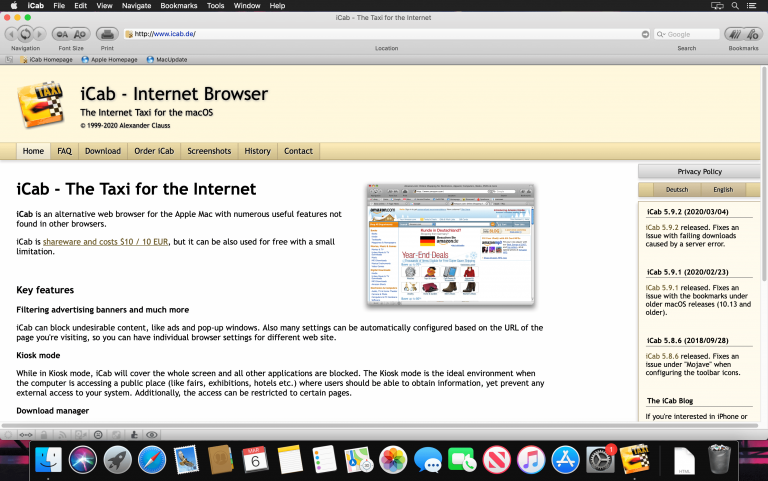 iCab File Edit View Navigate Bookmarks Tools Window Help
iCab - The Taxi for the Internet
http://www.icab.de/
Google
Navigation Font Size Print Location Search Bookmarks
iCab Homepage Apple Homepage MacUpdate
TAXI
iCab - Internet Browser
The Internet Taxi for the macOS
© 1999-2020 Alexander Clauss
Home FAQ Download Order iCab Screenshots History Contact
iCab - The Taxi for the Internet
iCab is an alternative web browser for the Apple Mac with numerous useful features not
found in other browsers.
iCab is shareware and costs $10 / 10 EUR, but it can be also used for free with a small
limitation.
amazon.com
Kunde in Deutschland?
Year-End Deals
Key features
Filtering advertising banners and much more
iCab can block undesirable content, like ads and pop-up windows. Also many settings can be automatically configured based on the URL of the
page you're visiting, so you can have individual browser settings for different web site.
Kiosk mode
While in Kiosk mode, iCab will cover the whole screen and all other applications are blocked. The Kiosk mode is the ideal environment when
the computer is accessing a public place (like fairs, exhibitions, hotels etc.) where users should be able to obtain information, yet prevent any
external access to your system. Additionally, the access can be restricted to certain pages.
Download manager
Privacy Policy
Deutsch English
iCab 5.9.2 (2020/03/04)
iCab 5.9.2 released. Fixes an
issue with failing downloads
caused by a server error.
iCab 5.9.1 (2020/02/23)
iCab 5.9.1 released. Fixes an
issue with the bookmarks under
older macOS releases (10.13 and
older).
iCab 5.8.6 (2018/09/28)
iCab 5.8.6 released. Fixes an
issue under "Mojave" when
configuring the toolbar icons.
The iCab Blog
If you're interested in iPhone or
MAR
6
1
TAXI
HTML